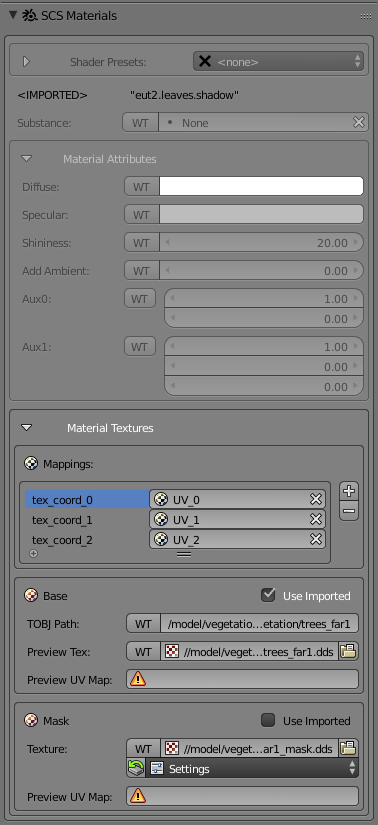 SCS Materials
Shader Presets: <none>
<IMPORTED> "eut2.leaves.shadow"
Substance: WT None
Material Attributes
Diffuse: WT
Specular: WT
Shininess: WT 20.00
Add Ambient: WT 0.00
Aux0: WT 1.00
0.00
Aux1: WT 1.00
0.00
0.00
Material Textures
Mappings:
tex_coord_0 UV_0
tex_coord_1 UV_1
tex_coord_2 UV_2
Base Use Imported
TOBJ Path: WT /model/vegetatio...etation/trees_far1
Preview Tex: WT //model/veget...trees_far1.dds
Preview UV Map:
Mask Use Imported
Texture: WT //model/veget...ar1_mask.dds
Settings
Preview UV Map: